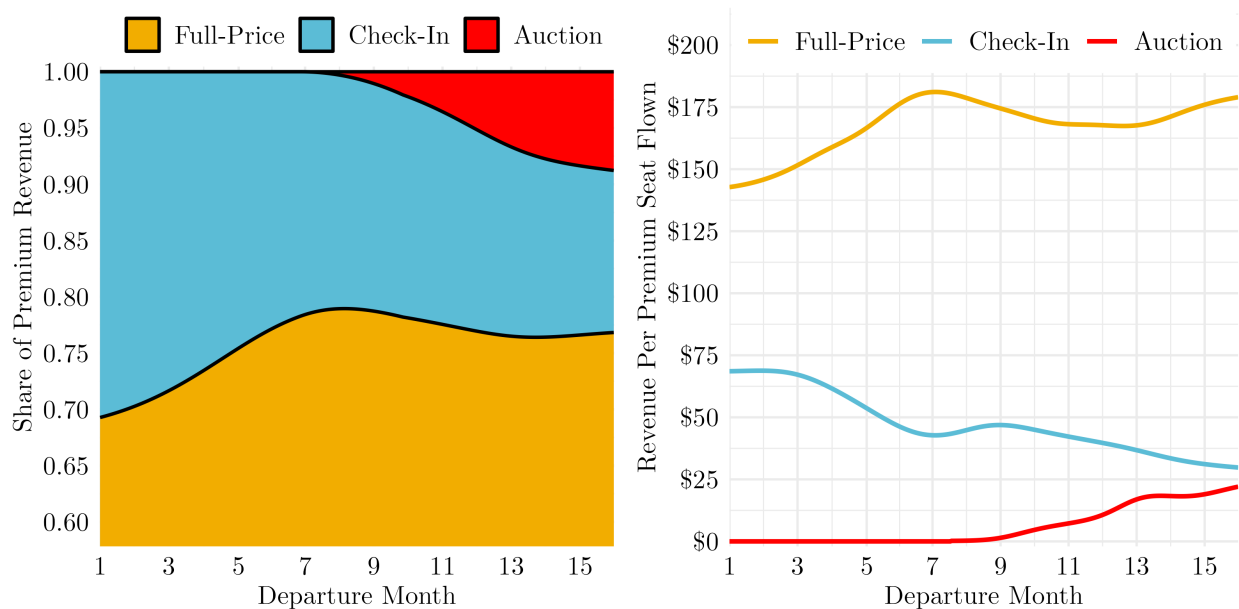 Full-Price Check-In Auction
Share of Premium Revenue
1.00
0.95
0.90
0.85
0.80
0.75
0.70
0.65
0.60
1 3 5 7 9 11 13 15
Departure Month
Full-Price Check-In Auction
Revenue Per Premium Seat Flown
$200
$175
$150
$125
$100
$75
$50
$25
$0
1 3 5 7 9 11 13 15
Departure Month